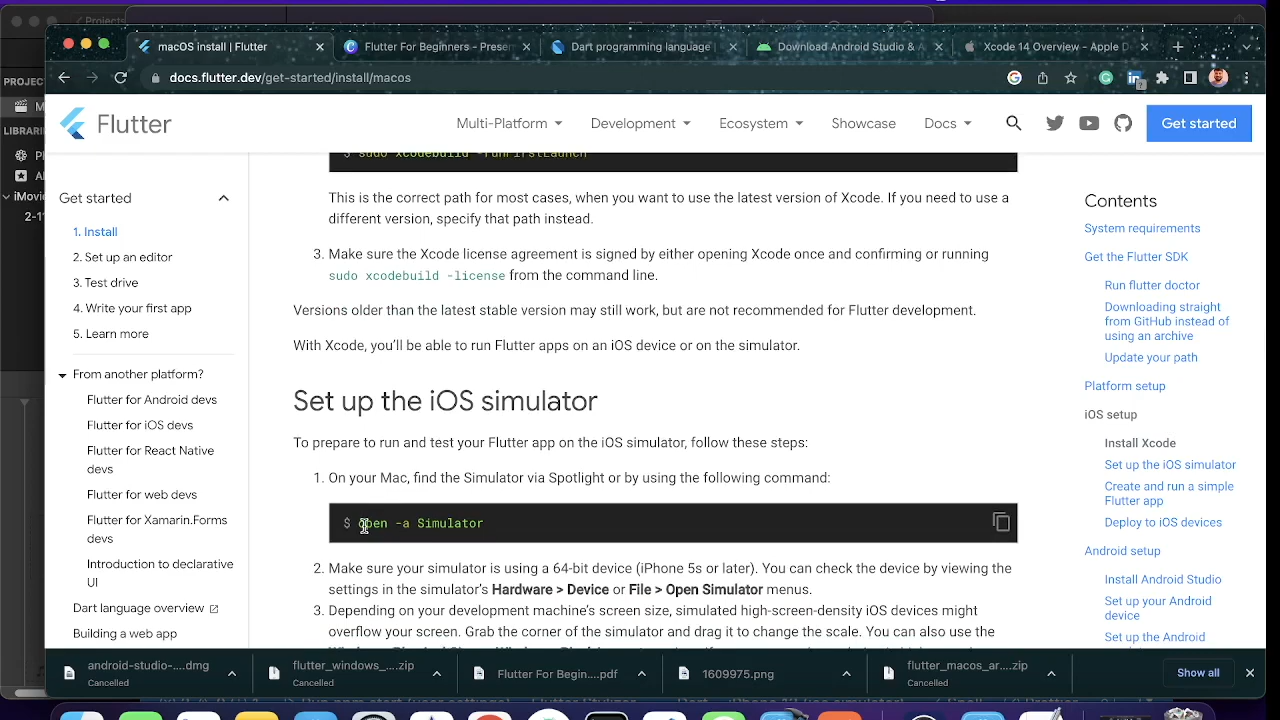 macOS install | Flutter
Flutter For Beginners - Presen
Dart programming language |
Download Android Studio & A
Xcode 14 Overview - Apple D
docs.flutter.dev/get-started/install/macos
7
Flutter
Multi-Platform
Development
Ecosystem
Showcase
Docs
Get started
PROJEC
M
LIBRARI
Pl
Al
iMovi
2-1
Get started
1. Install
2. Set up an editor
3. Test drive
4. Write your first app
5. Learn more
From another platform?
Flutter for Android devs
Flutter for iOS devs
Flutter for React Native
devs
Flutter for web devs
Flutter for Xamarin.Forms
devs
Introduction to declarative
UI
Dart language overview
Building a web app
$ sudo xcodebuild -runFirstLaunch
This is the correct path for most cases, when you want to use the latest version of Xcode. If you need to use a
different version, specify that path instead.
3. Make sure the Xcode license agreement is signed by either opening Xcode once and confirming or running
sudo xcodebuild -license from the command line.
Versions older than the latest stable version may still work, but are not recommended for Flutter development.
With Xcode, you’ll be able to run Flutter apps on an iOS device or on the simulator.
Set up the iOS simulator
To prepare to run and test your Flutter app on the iOS simulator, follow these steps:
1. On your Mac, find the Simulator via Spotlight or by using the following command:
$ open -a Simulator
2. Make sure your simulator is using a 64-bit device (iPhone 5s or later). You can check the device by viewing the
settings in the simulator’s Hardware > Device or File > Open Simulator menus.
3. Depending on your development machine’s screen size, simulated high-screen-density iOS devices might
overflow your screen. Grab the corner of the simulator and drag it to change the scale. You can also use the
Contents
System requirements
Get the Flutter SDK
Run flutter doctor
Downloading straight
from GitHub instead of
using an archive
Update your path
Platform setup
iOS setup
Install Xcode
Set up the iOS simulator
Create and run a simple
Flutter app
Deploy to iOS devices
Android setup
Install Android Studio
Set up your Android
device
Set up the Android
android-studio-....dmg
Cancelled
flutter_windows_....zip
Cancelled
Flutter For Begin....pdf
1609975.png
flutter_macos_ar....zip
Cancelled
Show all